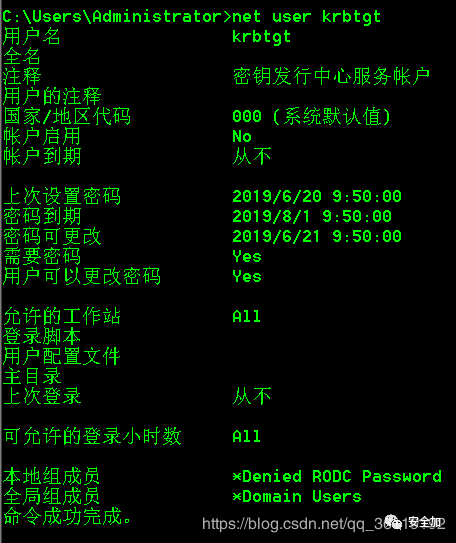 C:\Users\Administrator>net user krbtgt
用户名 krbtgt
全名
注释 密钥发行中心服务帐户
用户的注释
国家/地区代码 000 (系统默认值)
帐户启用 No
帐户到期 从不
上次设置密码 2019/6/20 9:50:00
密码到期 2019/8/1 9:50:00
密码可更改 2019/6/21 9:50:00
需要密码 Yes
用户可以更改密码 Yes
允许的工作站 All
登录脚本
用户配置文件
主目录
上次登录 从不
可允许的登录小时数 All
本地组成员 *Denied RODC Password
全局组成员 *Domain Users
命令成功完成。
安全加